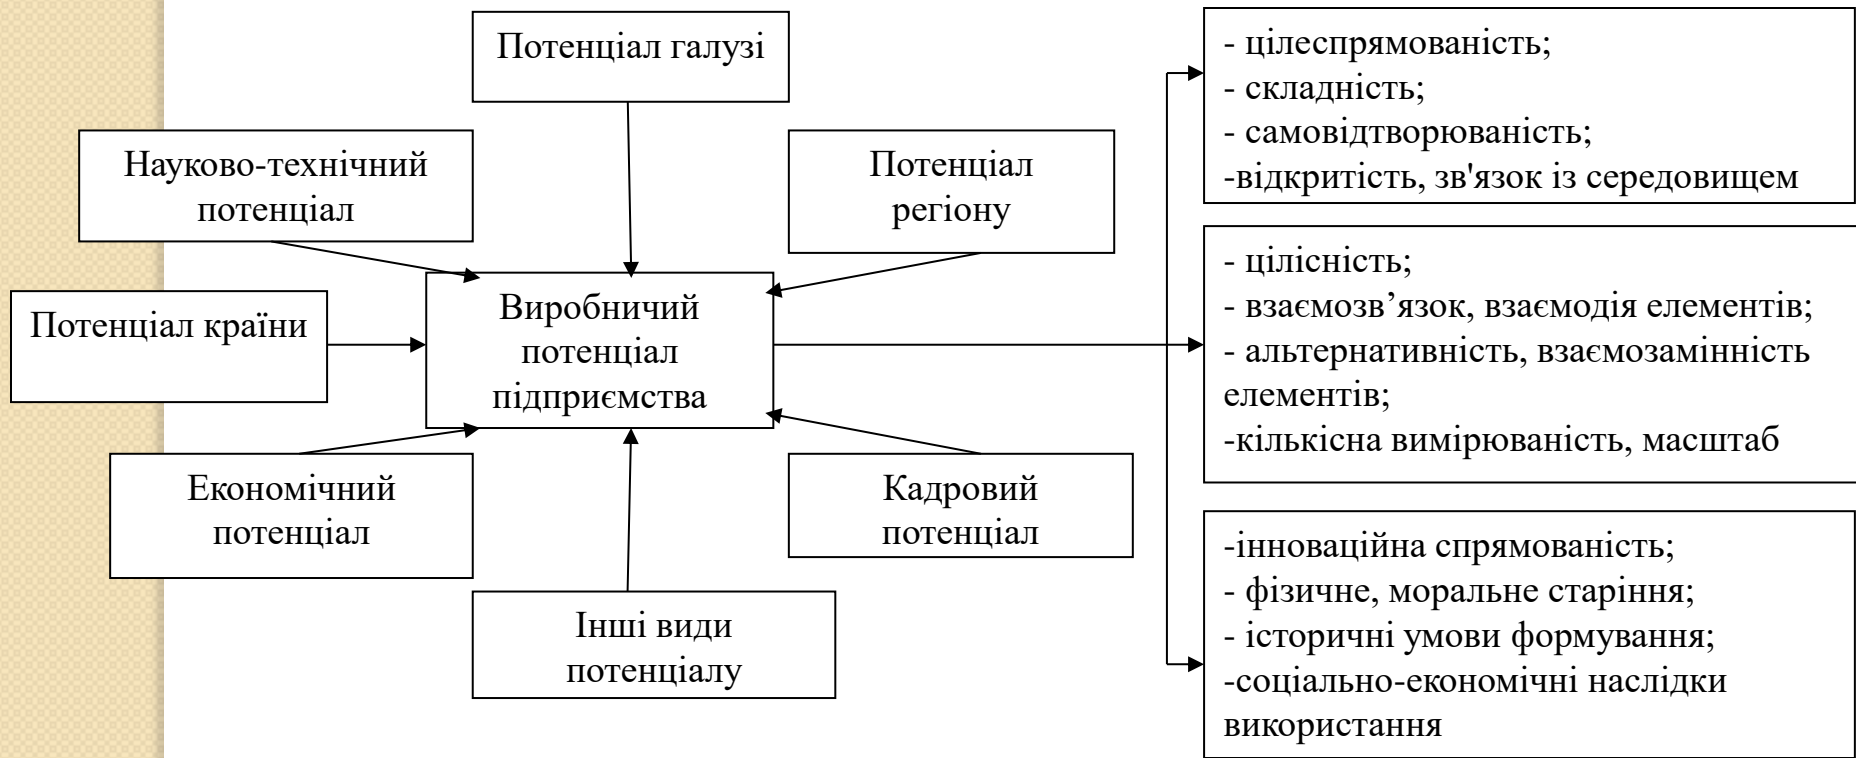 Потенціал галузі
Науково-технічний
потенціал
Потенціал
регіону
Потенціал країни
Виробничий
потенціал
підприємства
Економічний
потенціал
Кадровий
потенціал
Інші види
потенціалу
- цілеспрямованість;
- складність;
- самовідтворюваність;
-відкритість, зв'язок із середовищем
- цілісність;
- взаємозв’язок, взаємодія елементів;
- альтернативність, взаємозамінність
елементів;
-кількісна вимірюваність, масштаб
-інноваційна спрямованість;
- фізичне, моральне старіння;
- історичні умови формування;
-соціально-економічні наслідки
використання